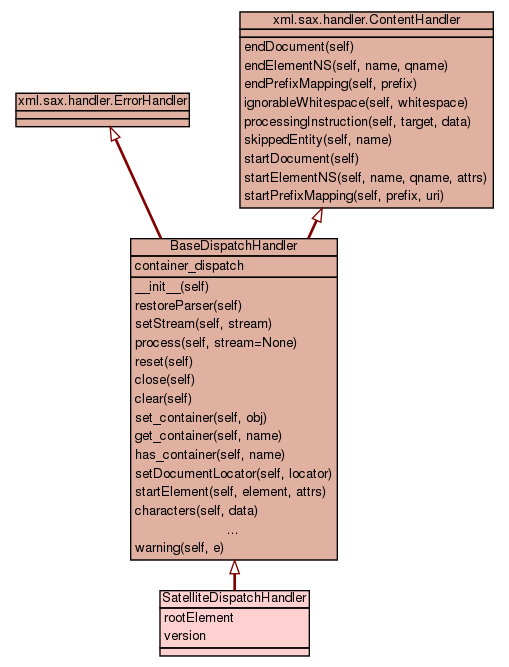 xml.sax.handler.ContentHandler
endDocument(self)
endElementNS(self, name, qname)
endPrefixMapping(self, prefix)
ignorableWhitespace(self, whitespace)
processingInstruction(self, target, data)
skippedEntity(self, name)
startDocument(self)
startElementNS(self, name, qname, attrs)
startPrefixMapping(self, prefix, uri)
xml.sax.handler.ErrorHandler
BaseDispatchHandler
container_dispatch
__init__(self)
restoreParser(self)
setStream(self, stream)
process(self, stream=None)
reset(self)
close(self)
clear(self)
set_container(self, obj)
get_container(self, name)
has_container(self, name)
setDocumentLocator(self, locator)
startElement(self, element, attrs)
characters(self, data)
...
warning(self, e)
SatelliteDispatchHandler
rootElement
version